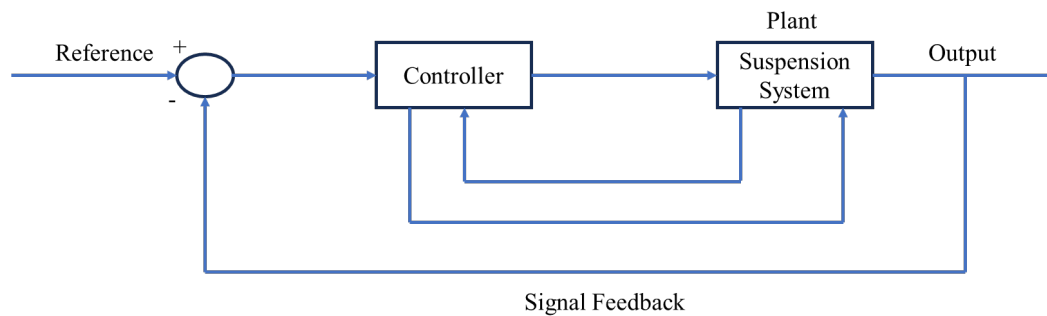 Plant
Reference
+
Controller
Suspension
System
Output
-
Signal Feedback